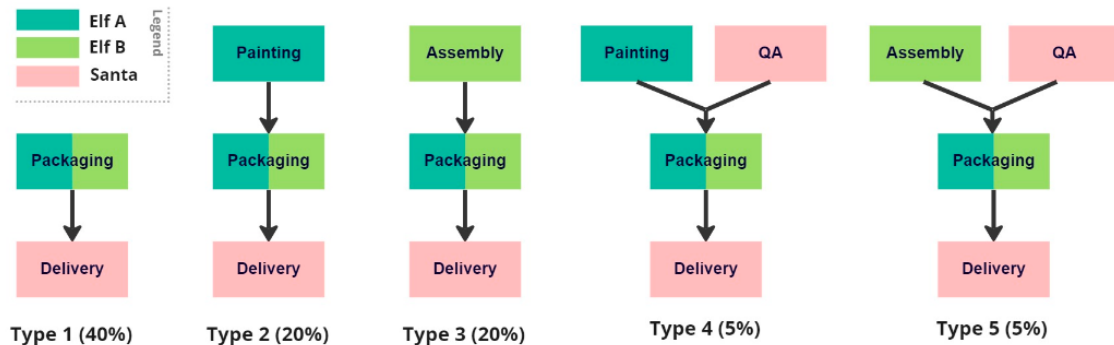 Elf A
Elf B
Santa
Legend
Painting
Assembly
Painting
QA
Assembly
QA
Packaging
Packaging
Packaging
Packaging
Packaging
Delivery
Delivery
Delivery
Delivery
Delivery
Type 1 (40%)
Type 2 (20%)
Type 3 (20%)
Type 4 (5%)
Type 5 (5%)